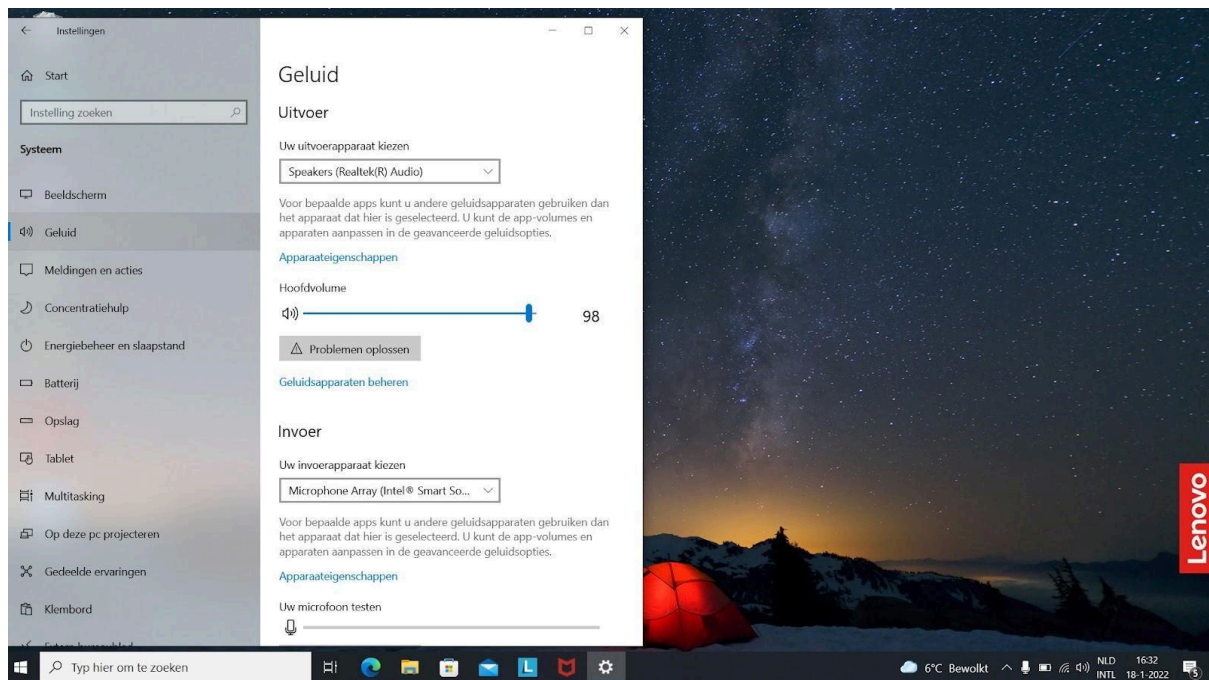 Instellingen
Start
Instelling zoeken
Systeem
Beeldscherm
Geluid
Meldingen en acties
Concentratiehulp
Energiebeheer en slaapstand
Batterij
Opslag
Tablet
Multitasking
Op deze pc projecteren
Gedeelde ervaringen
Klembord
Geluid
Uitvoer
Uw uitvoerapparaat kiezen
Speakers (Realtek(R) Audio)
Voor bepaalde apps kunt u andere geluidsapparaten gebruiken dan
het apparaat dat hier is geselecteerd. U kunt de app-volumes en
apparaten aanpassen in de geavanceerde geluidsopties.
Apparaateigenschappen
Hoofdvolume
98
Problemen oplossen
Geluidsapparaten beheren
Invoer
Uw invoerapparaat kiezen
Microphone Array (Intel® Smart So...
Voor bepaalde apps kunt u andere geluidsapparaten gebruiken dan
het apparaat dat hier is geselecteerd. U kunt de app-volumes en
apparaten aanpassen in de geavanceerde geluidsopties.
Apparaateigenschappen
Uw microfoon testen
Lenovo
Typ hier om te zoeken
L
6°C Bewolkt
NLD
INTL
16:32
18-1-2022
5